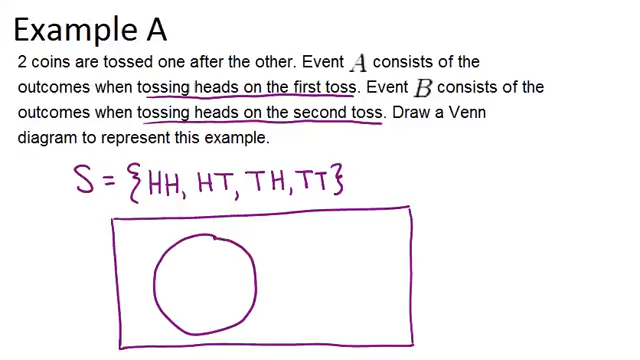 Example A
2 coins are tossed one after the other. Event A consists of the
outcomes when tossing heads on the first toss. Event B consists of the
outcomes when tossing heads on the second toss. Draw a Venn
diagram to represent this example.
S = {HH, HT, TH, TT}